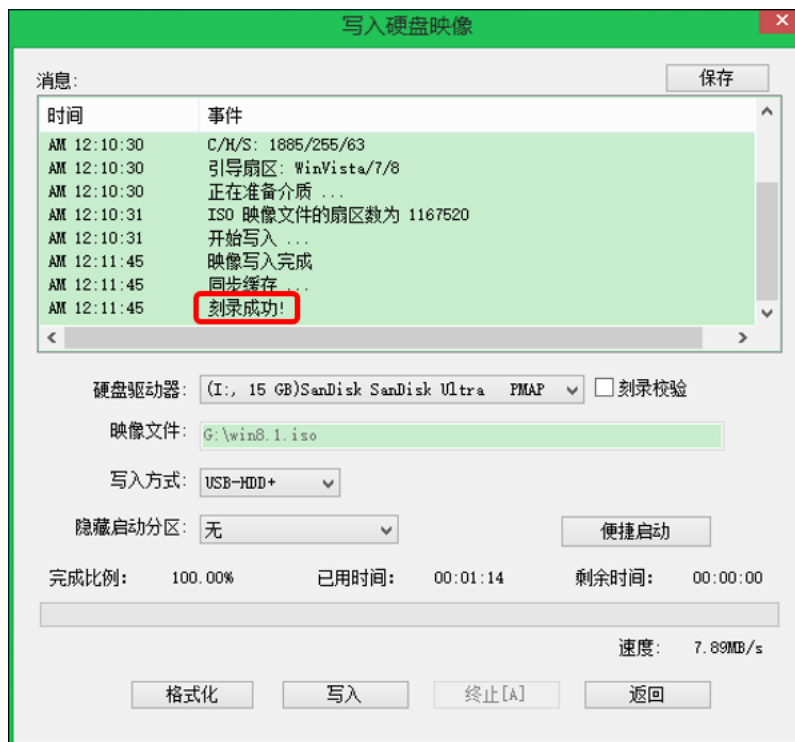 写入硬盘映像
消息:
保存
时间 事件
AM 12:10:30 C/H/S: 1885/255/63
AM 12:10:30 引导扇区: WinVista/7/8
AM 12:10:30 正在准备介质 ...
AM 12:10:31 ISO 映像文件的扇区数为 1167520
AM 12:10:31 开始写入 ...
AM 12:11:45 映像写入完成
AM 12:11:45 同步缓存 ...
AM 12:11:45 刻录成功!
硬盘驱动器: (I:, 15 GB)SanDisk SanDisk Ultra PMAP 刻录校验
映像文件: G:\win8.1.iso
写入方式: USB-HDD+
隐藏启动分区: 无 便捷启动
完成比例: 100.00% 已用时间: 00:01:14 剩余时间: 00:00:00
速度: 7.89MB/s
格式化 写入 终止[A] 返回